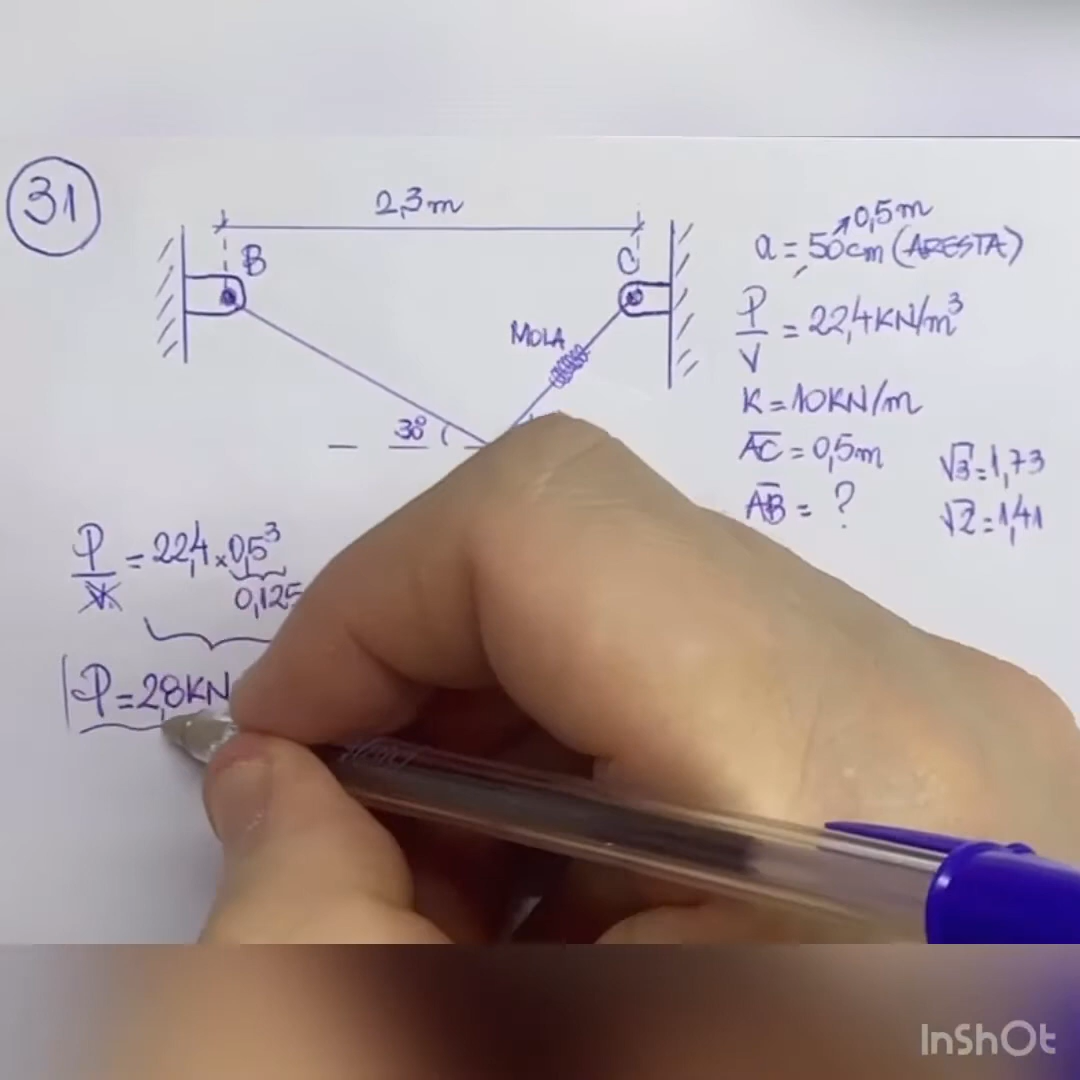 31
2,3m
B
C
MOLA
30°
a = 50cm (ARESTA)
0,5m
P/V = 22,4KN/m³
K = 10KN/m
AC = 0,5m
AB = ?
√3 = 1,73
√2 = 1,41
P/V = 22,4 × 0,5³
0,125
P = 2,8KN
InShOt